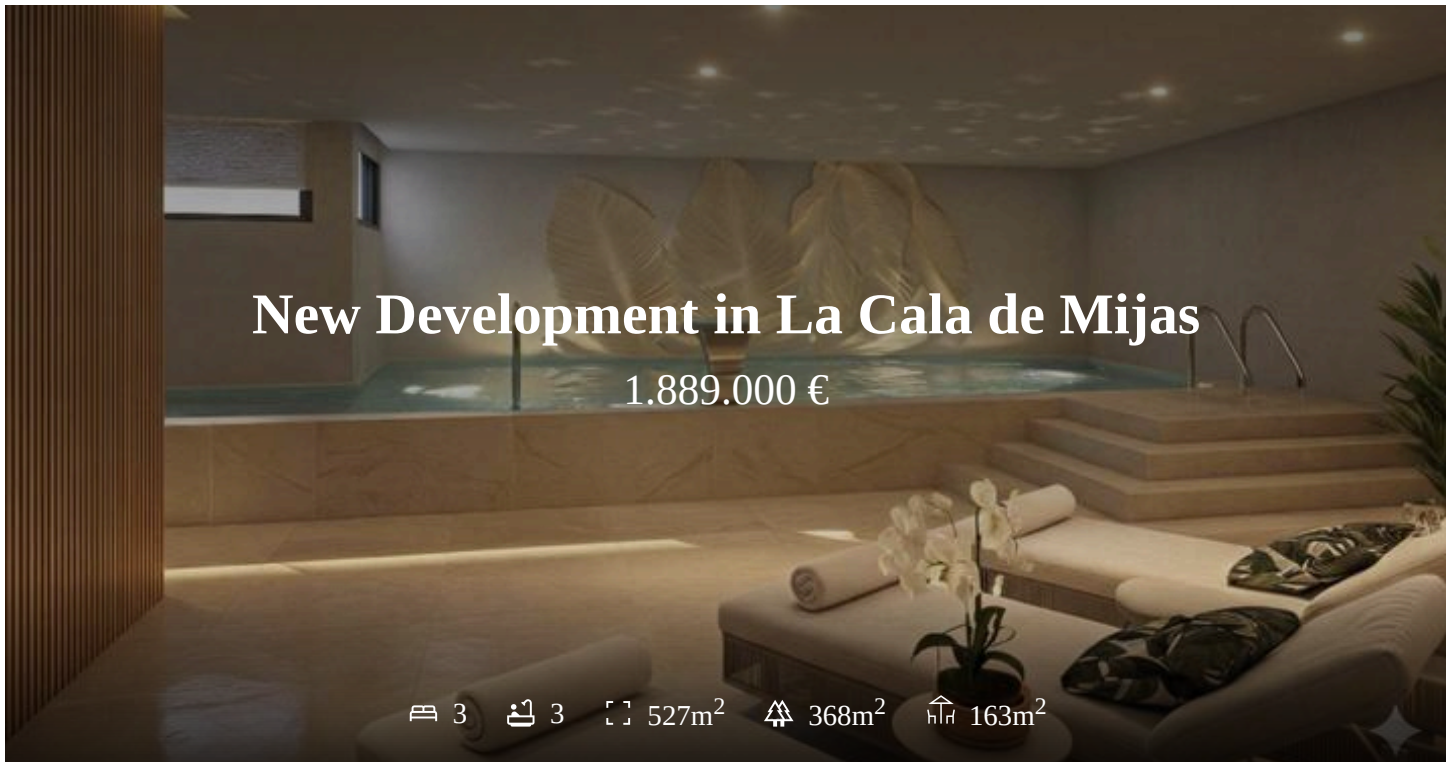 New Development in La Cala de Mijas
1.889.000 €
3 3 527m² 368m² 163m²